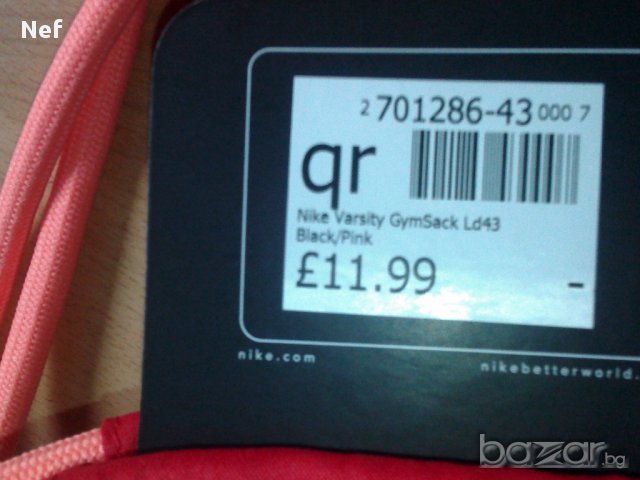 Nef
2 701286-43 000 7
qr
Nike Varsity GymSack Ld43
Black/Pink
£11.99 -
nike.com
nikebetterworld.
bazar.bg